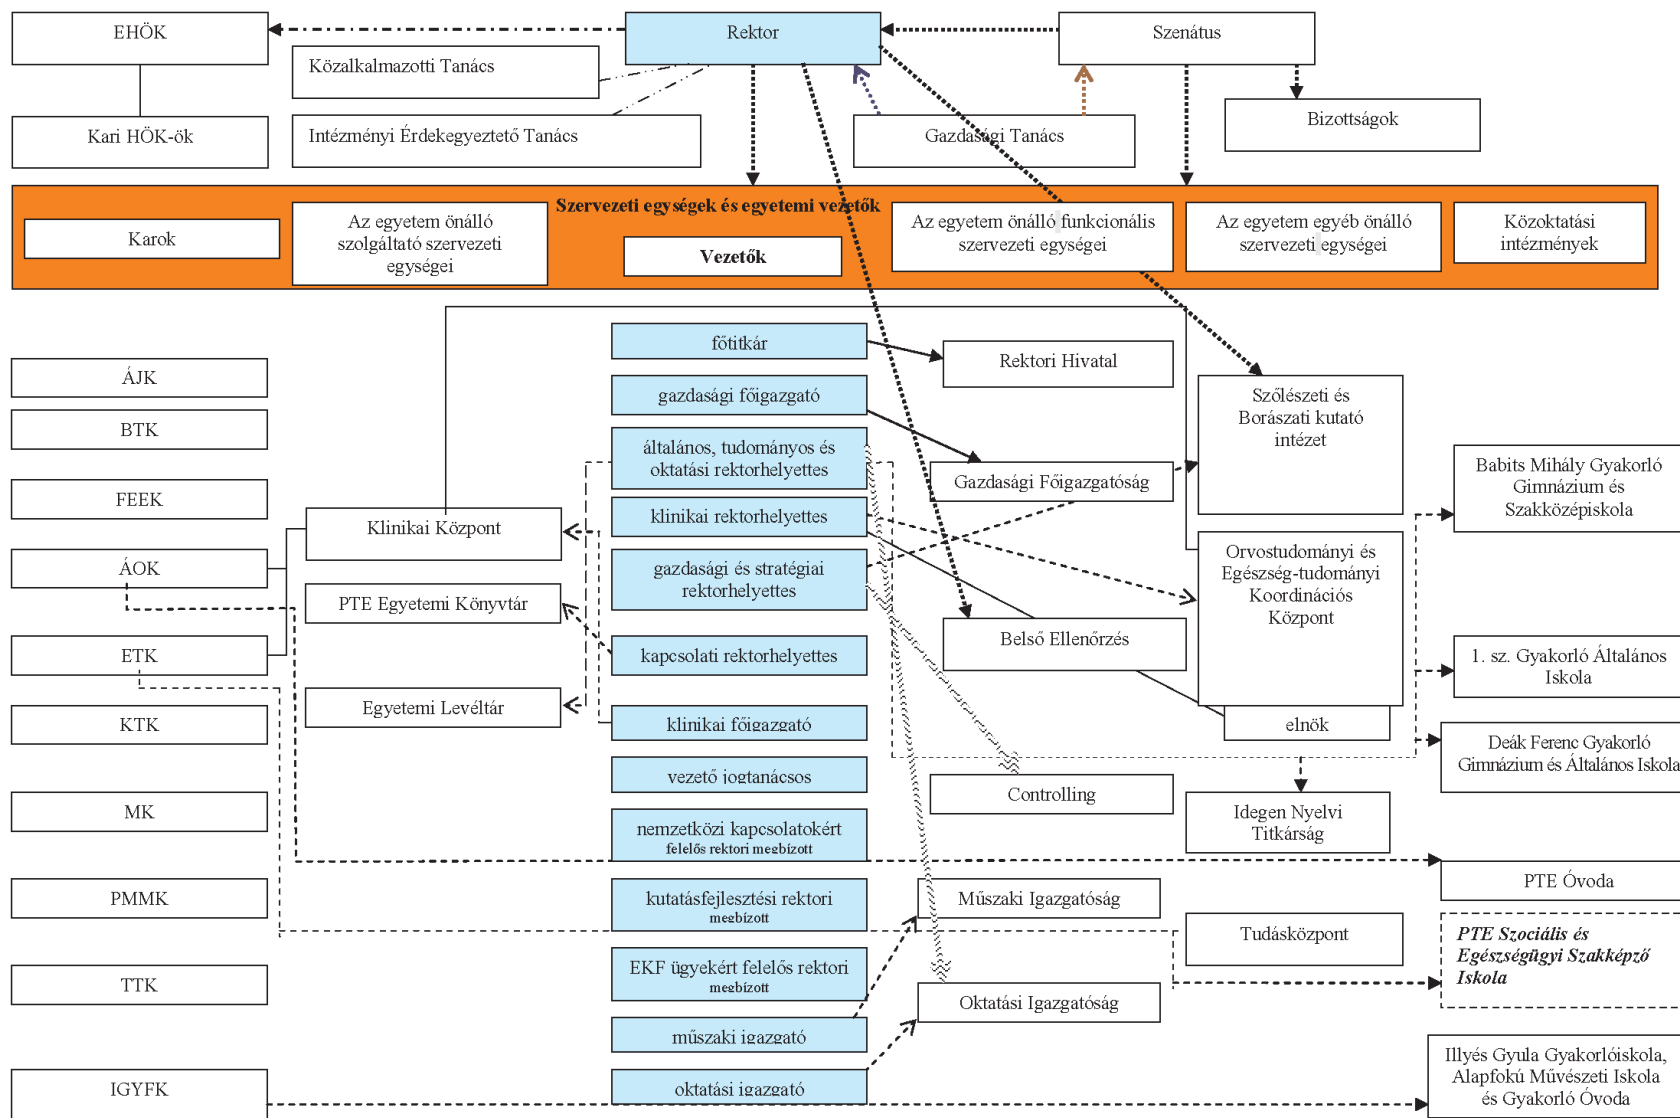 EHÖK
Rektor
Szenátus
Közalkalmazotti Tanács
Kari HÖK-ök
Intézményi Érdekegyeztető Tanács
Gazdasági Tanács
Bizottságok
Szervezeti egységek és egyetemi vezetők
Karok
Az egyetem önálló
szolgáltató szervezeti
egységei
Vezetők
Az egyetem önálló funkcionális
szervezeti egységei
Az egyetem egyéb önálló
szervezeti egységei
Közoktatási
intézmények
ÁJK
BTK
FEEK
ÁOK
ETK
KTK
MK
PMMK
TTK
IGYFK
Klinikai Központ
PTE Egyetemi Könyvtár
Egyetemi Levéltár
főtitkár
gazdasági főigazgató
általános, tudományos és
oktatási rektorhelyettes
klinikai rektorhelyettes
gazdasági és stratégiai
rektorhelyettes
kapcsolati rektorhelyettes
klinikai főigazgató
vezető jogtanácsos
nemzetközi kapcsolatokért
felelős rektori megbízott
kutatásfejlesztési rektori
megbízott
EKF ügyekért felelős rektori
megbízott
műszaki igazgató
oktatási igazgató
Rektori Hivatal
Gazdasági Főigazgatóság
Belső Ellenőrzés
Controlling
Műszaki Igazgatóság
Oktatási Igazgatóság
Szőlészeti és
Borászati kutató
intézet
Orvostudományi és
Egészség-tudományi
Koordinációs
Központ
elnök
Idegen Nyelvi
Titkárság
Tudásközpont
Babits Mihály Gyakorló
Gimnázium és
Szakközépiskola
1. sz. Gyakorló Általános
Iskola
Deák Ferenc Gyakorló
Gimnázium és Általános Iskola
PTE Óvoda
PTE Szociális és
Egészségügyi Szakképző
Iskola
Illyés Gyula Gyakorlóiskola,
Alapfokú Művészeti Iskola
és Gyakorló Óvoda